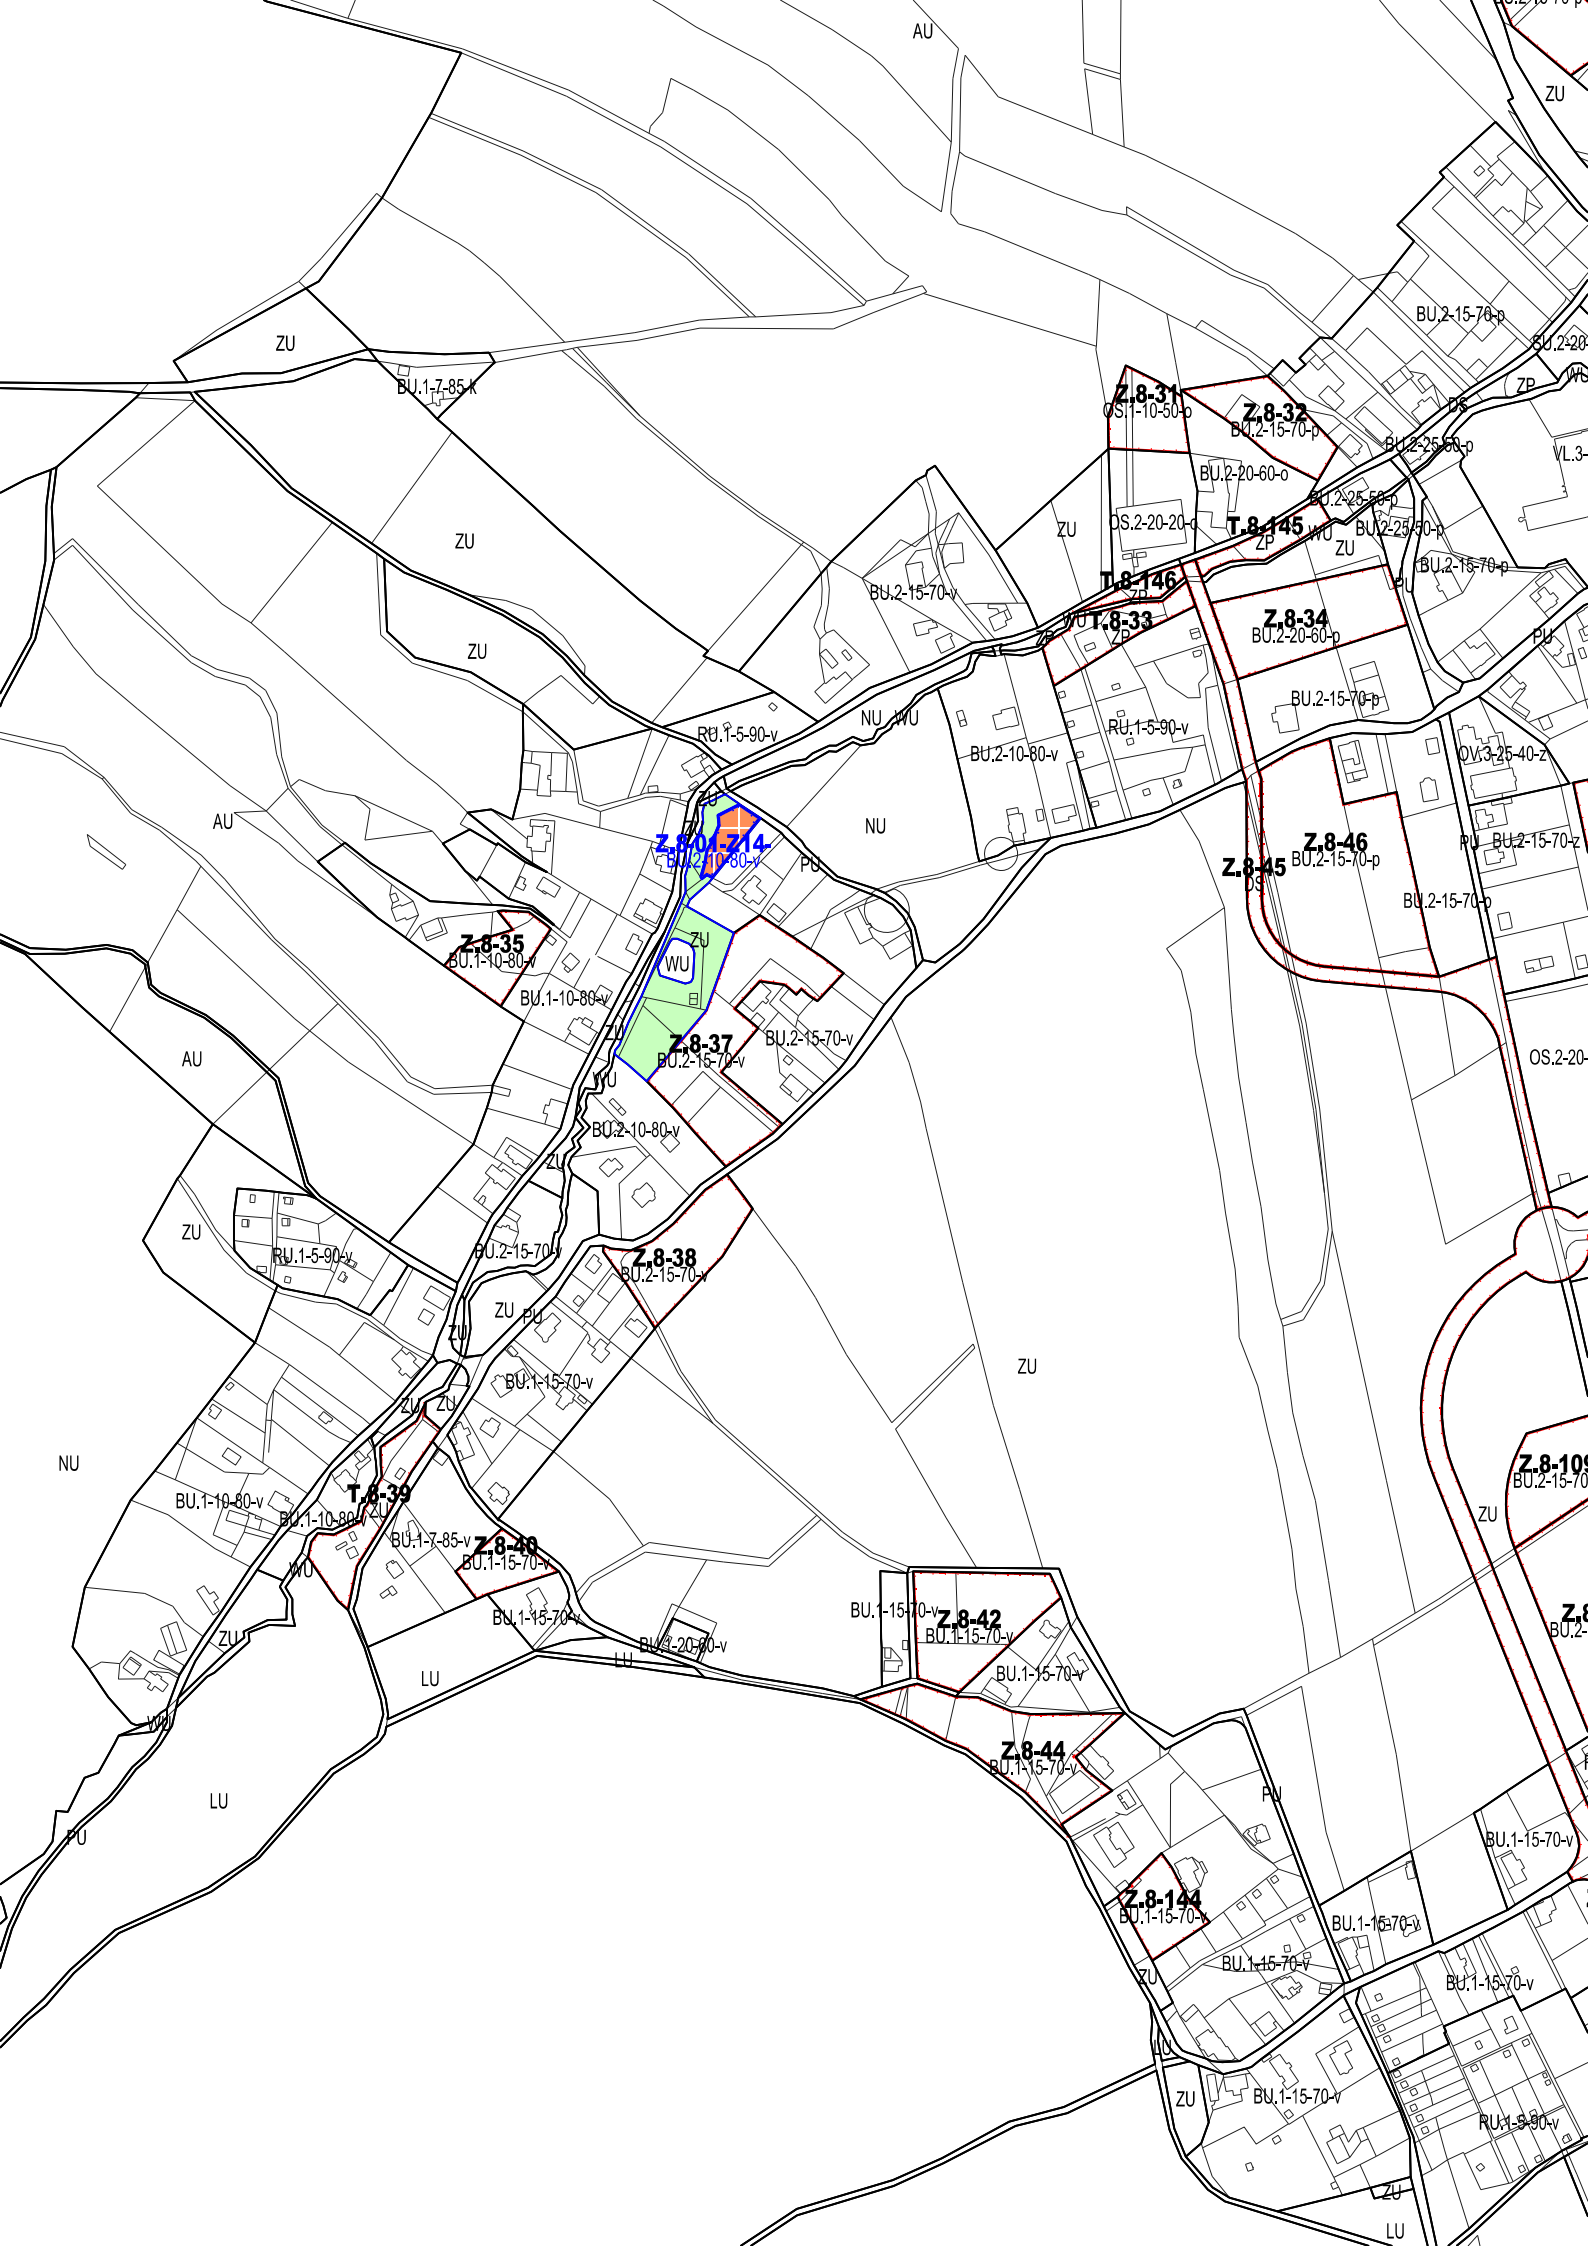 AU
ZU
BU.2-15-70-p
ZU
BU.1-7-85-k
ZP
WU
DS
Z.8-31
OS.1-10-50-p
Z.8-32
BU.2-15-70-p
BU.2-25-60-p
BU.2-20-60-o
BU.2-25-50-p
OS.2-20-20-o
T.8-145
ZP
WU
BU.2-25-50-p
ZU
ZU
ZU
BU.2-15-70-p
PU
T.8-146
ZP
BU.2-15-70-v
WU
T.8-33
ZP
ZP
Z.8-34
BU.2-20-60-p
PU
ZU
BU.2-15-70-p
NU
WU
RU.1-5-90-v
RU.1-5-90-v
BU.2-10-80-v
OV.3-25-40-z
ZU
AU
ZU
NU
Z.8-01-Z14-
BU.2-10-80-v
PU
Z.8-46
BU.2-15-70-p
PU
BU.2-15-70-z
Z.8-45
DS
BU.2-15-70-p
Z.8-35
BU.1-10-80-v
ZU
WU
BU.1-10-80-v
ZU
Z.8-37
BU.2-15-70-v
BU.2-15-70-v
AU
OS.2-20-
WU
BU.2-10-80-v
ZU
ZU
RU.1-5-90-v
BU.2-15-70-v
Z.8-38
BU.2-15-70-v
ZU
PU
ZU
ZU
BU.1-15-70-v
ZU
ZU
NU
Z.8-109
BU.2-15-70
T.8-39
ZU
BU.1-10-80-v
BU.1-10-80-v
ZU
BU.1-7-85-v
Z.8-40
BU.1-15-70-v
WU
BU.1-15-70-v
BU.1-15-70-v
Z.8-42
BU.1-15-70-v
Z.8
BU.2-
ZU
BU.1-20-60-v
LU
LU
BU.1-15-70-v
WU
Z.8-44
BU.1-15-70-v
PU
LU
PU
BU.1-15-70-v
Z.8-144
BU.1-15-70-v
BU.1-15-70-v
BU.1-15-70-v
ZU
BU.1-15-70-v
LU
ZU
BU.1-15-70-v
RU.1-5-90-v
ZU
LU